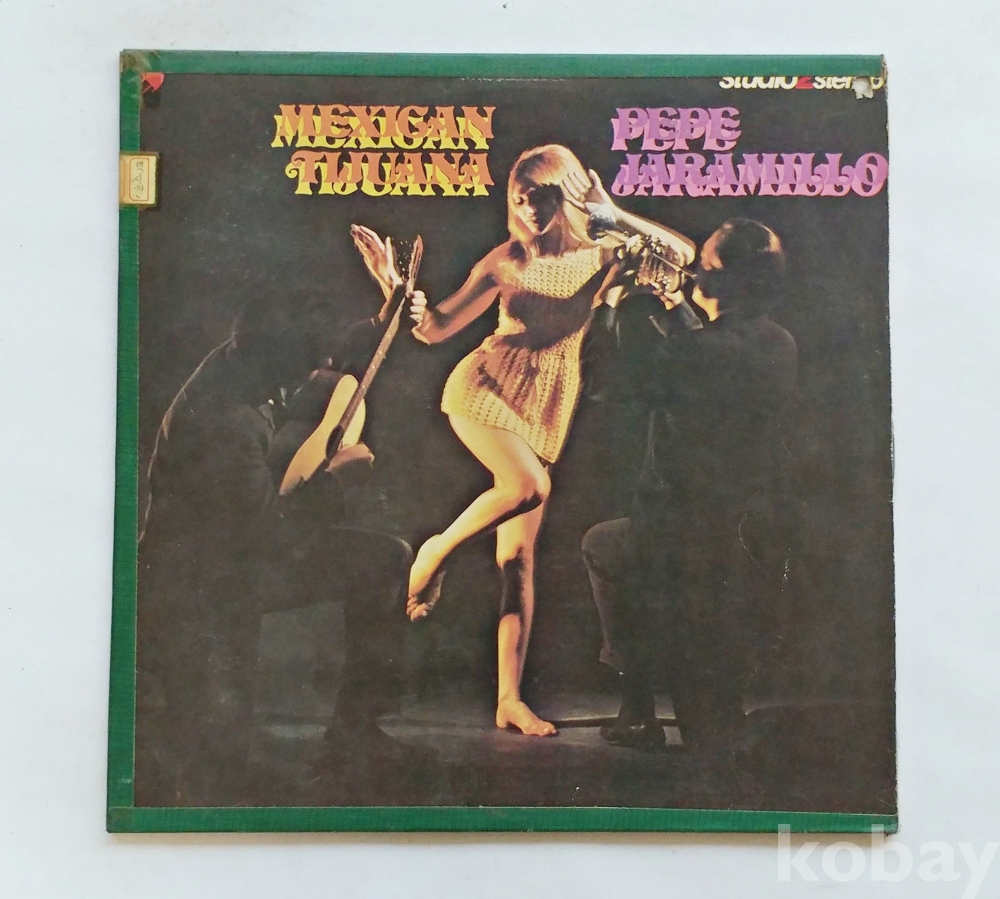 studio2stereo
MEXICAN
TIJUANA
PEPE
JARAMILLO
kobay